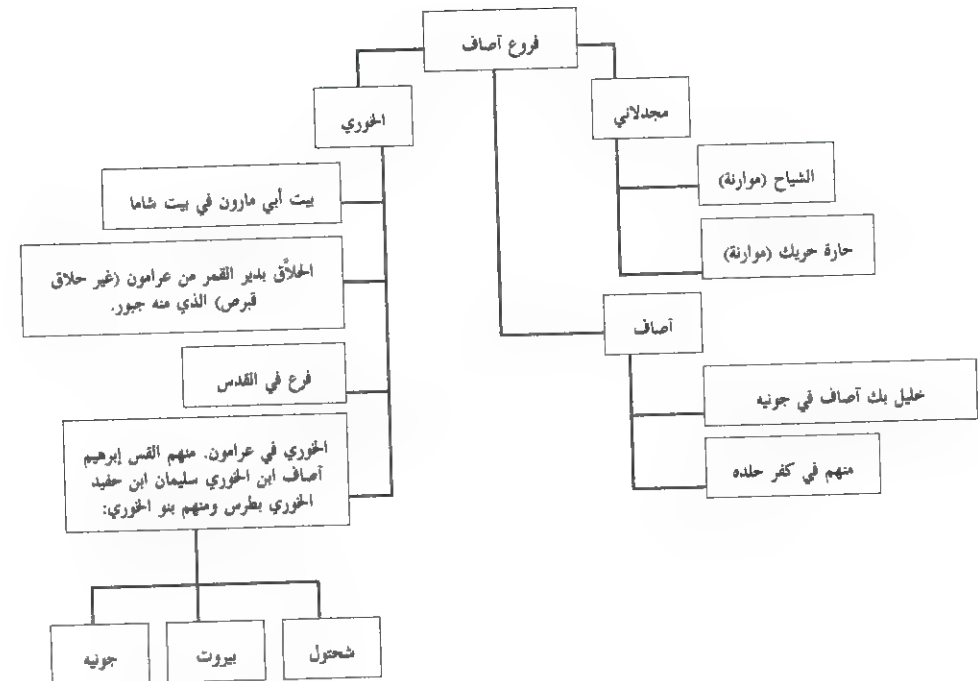 فروع آصاف
مجدلاني
الشياح (موارنة)
حارة حريك (موارنة)
آصاف
خليل بك آصاف في جونيه
منهم في كفر حلده
الخوري
بيت أبي مارون في بيت شاما
الحلاَّق بدير القمر من عرامون (غير حلاق
قبرص) الذي منه جبور.
فرع في القدس
الخوري في عرامون. منهم القس إبرهيم
آصاف ابن الخوري سليمان ابن حفيد
الخوري بطرس ومنهم بنو الخوري:
شحتول
بيروت
جونيه